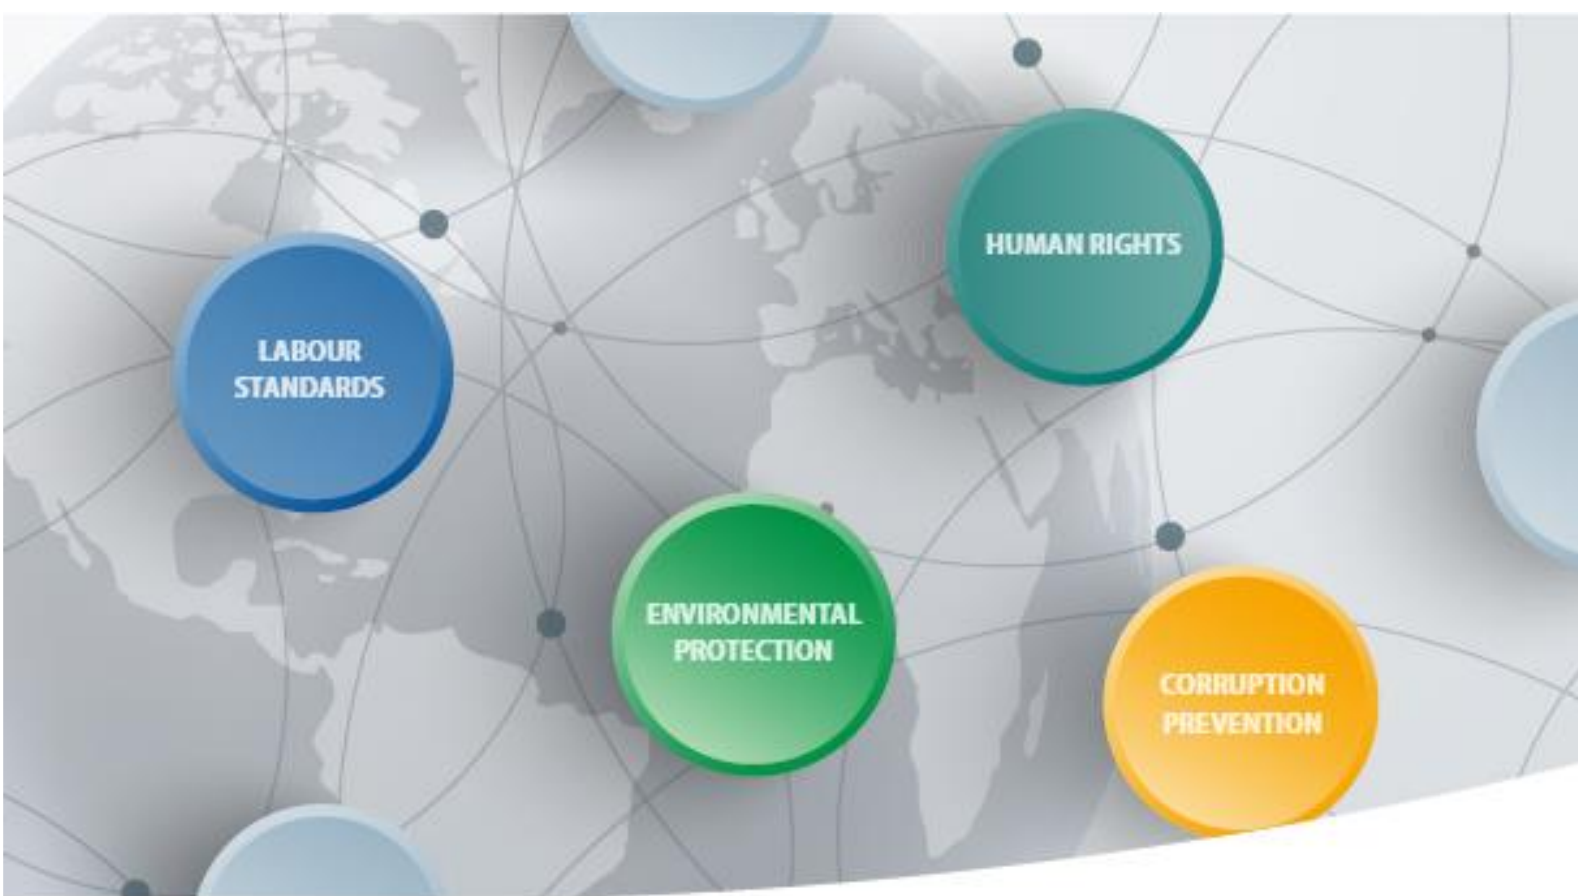 HUMAN RIGHTS
LABOUR
STANDARDS
ENVIRONMENTAL
PROTECTION
CORRUPTION
PREVENTION